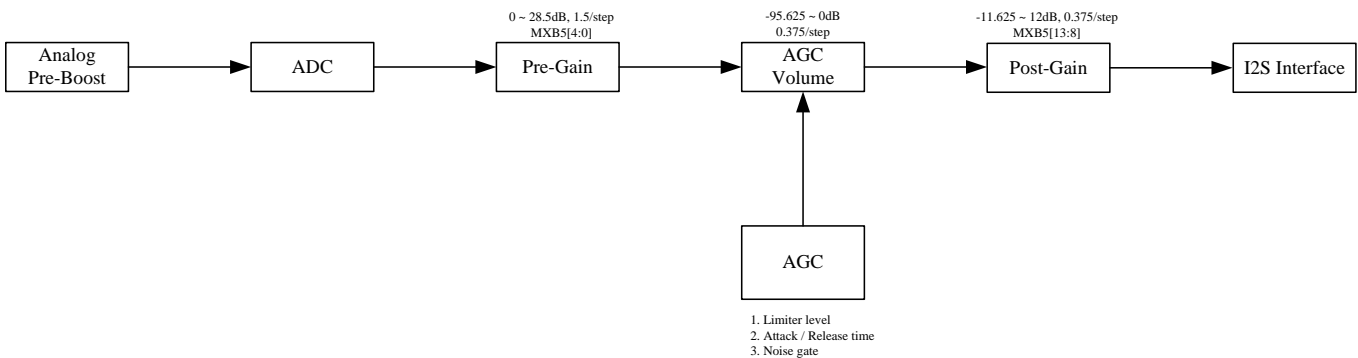 0 ~ 28.5dB, 1.5/step
MXB5[4:0]
-95.625 ~ 0dB
0.375/step
-11.625 ~ 12dB, 0.375/step
MXB5[13:8]
Analog
Pre-Boost
ADC
Pre-Gain
AGC
Volume
Post-Gain
I2S Interface
AGC
1. Limiter level
2. Attack / Release time
3. Noise gate